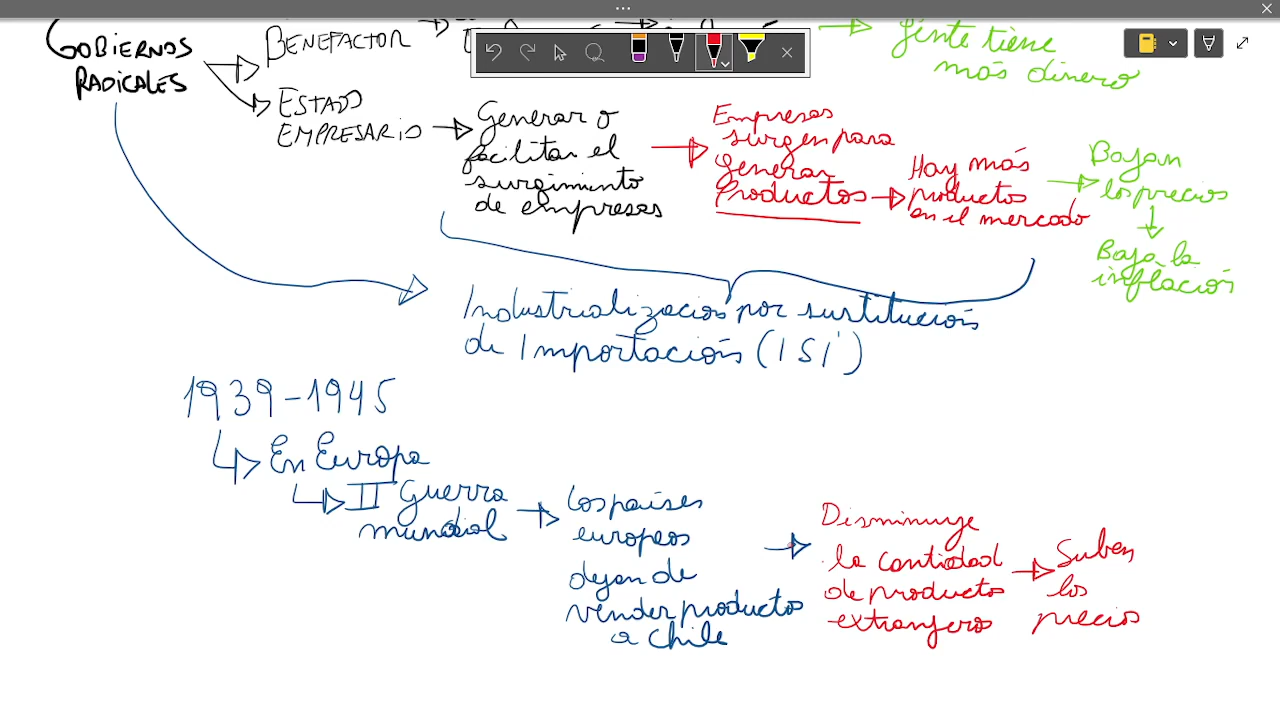 GOBIERNOS
RADICALES
BENEFACTOR
Gente tiene
más dinero
ESTADO
EMPRESARIO
Generar o
facilitar el
surgimiento
de empresas
Empresas
surgen para
generar
Productos
Hay más
productos
en el mercado
Bajan
los precios
Baja la
inflación
Industrialización por sustitución
de Importación (ISI)
1939-1945
En Europa
II Guerra
mundial
Los países
europeos
dejan de
vender productos
a Chile
Disminuye
la cantidad
de productos
extranjeros
Suben
los
precios